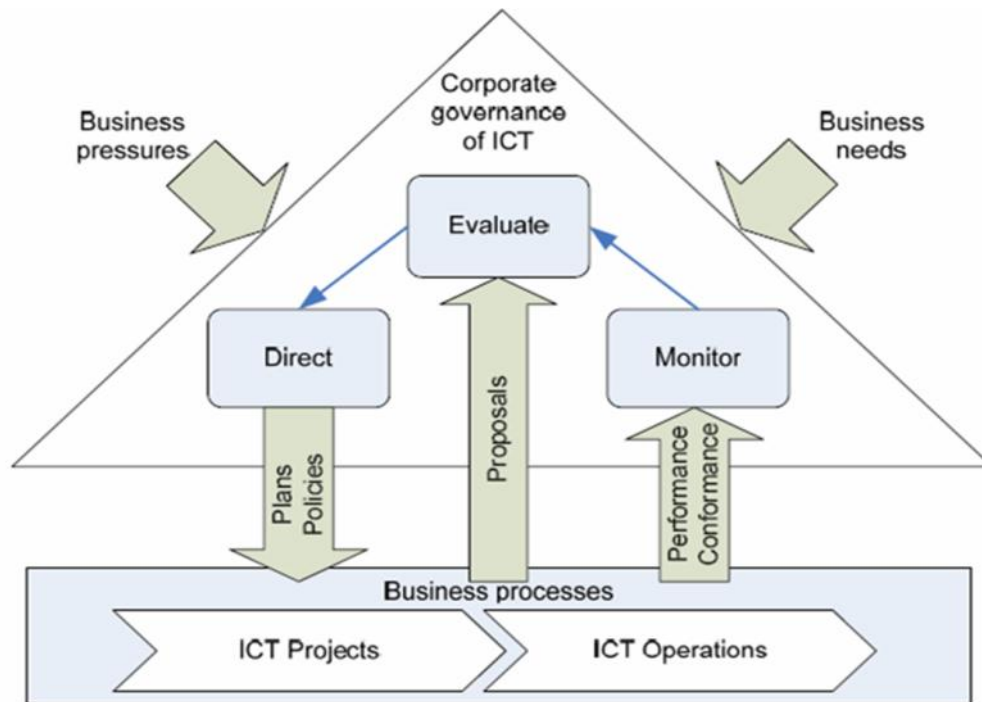 Corporate
governance
of ICT
Business
pressures
Business
needs
Evaluate
Direct
Monitor
Plans
Policies
Proposals
Performance
Conformance
Business processes
ICT Projects
ICT Operations